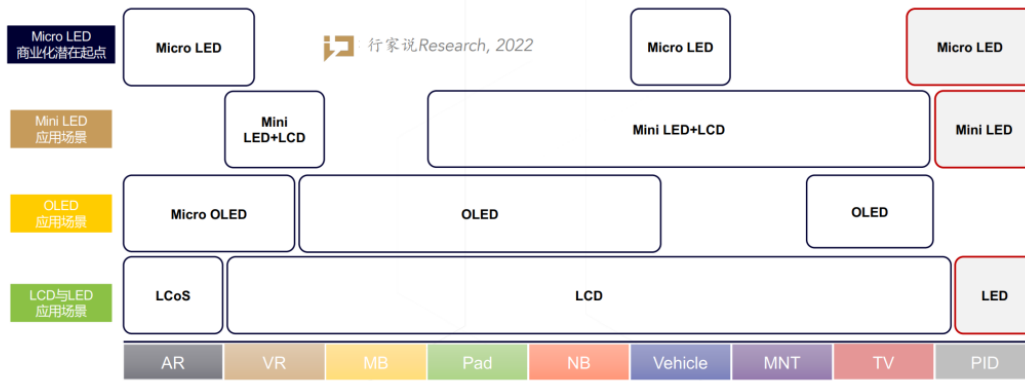 Micro LED
商业化潜在起点
Micro LED
行家说Research, 2022
Micro LED
Micro LED
Mini LED
应用场景
Mini
LED+LCD
Mini LED+LCD
Mini LED
OLED
应用场景
Micro OLED
OLED
OLED
LCD与LED
应用场景
LCoS
LCD
LED
AR
VR
MB
Pad
NB
Vehicle
MNT
TV
PID